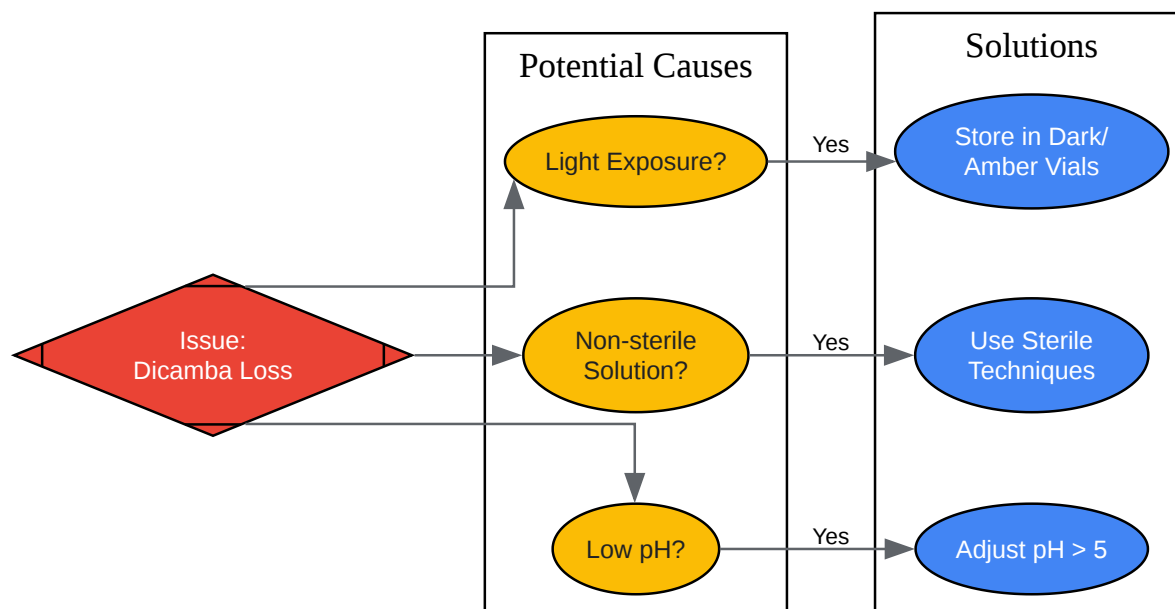 Potential Causes
Solutions
Light Exposure?
Yes
Store in Dark/
Amber Vials
Issue:
Dicamba Loss
Non-sterile
Solution?
Yes
Use Sterile
Techniques
Low pH?
Yes
Adjust pH > 5